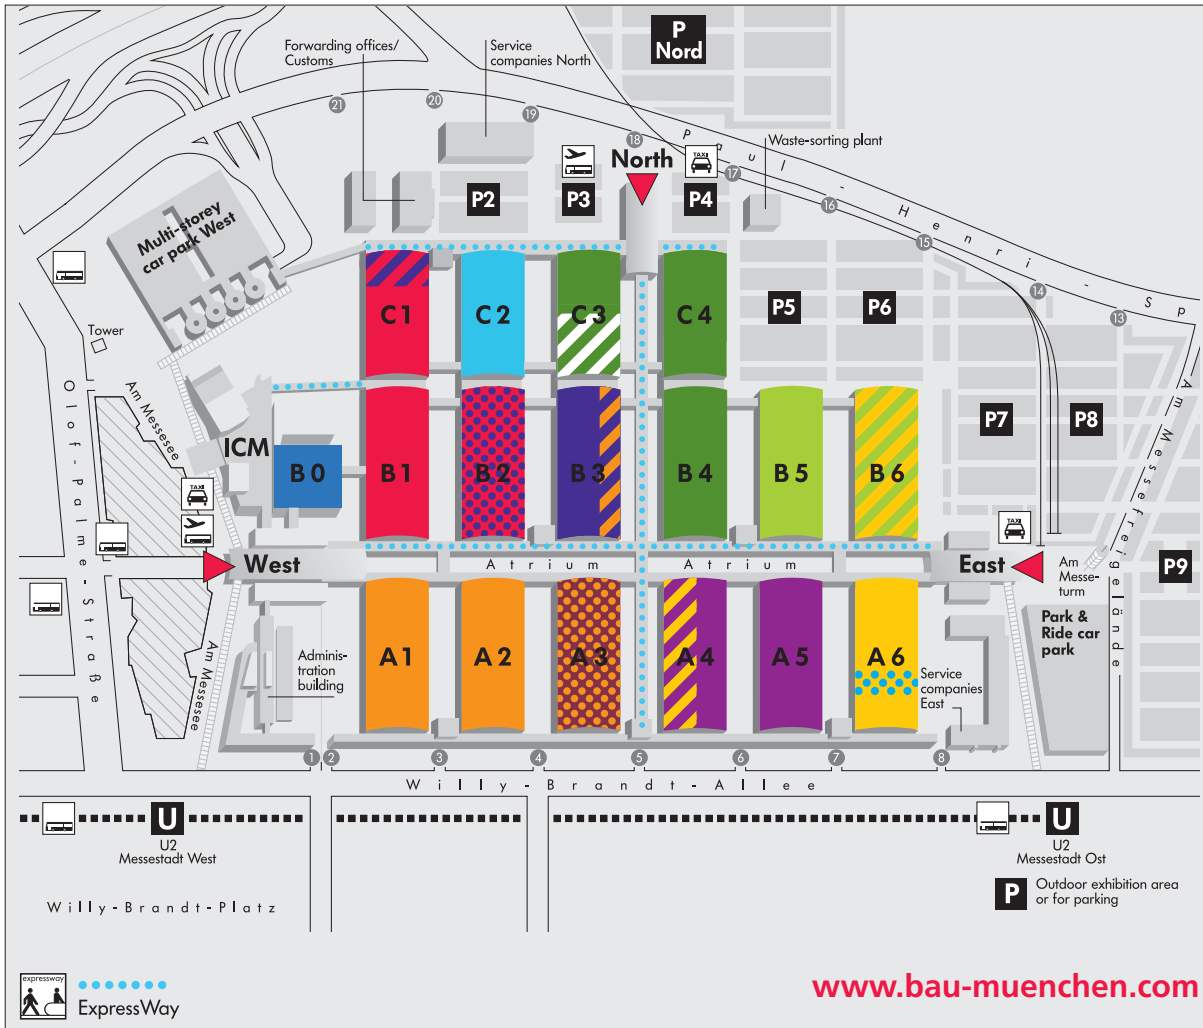 P
Nord
Forwarding offices/
Customs
Service
companies North
21
20
19
18
17
16
15
14
13
Paul-Henri-Sp
North
TAXI
Waste-sorting plant
P2
P3
P4
Multi-storey
car park West
C1
C2
C3
C4
P5
P6
Tower
Am Messesee
Olof-Palme-Straße
ICM
B0
B1
B2
B3
B4
B5
B6
P7
P8
Am Messefreigelände
TAXI
TAXI
West
Atrium
Atrium
East
Am
Messe-
turm
P9
Park &
Ride car
park
Am Messesee
Adminis-
tration
building
A1
A2
A3
A4
A5
A6
Service
companies
East
1
2
3
4
5
6
7
8
Willy-Brandt-Allee
U
U2
Messestadt West
U
U2
Messestadt Ost
Willy-Brandt-Platz
P
Outdoor exhibition area
or for parking
expressway
ExpressWay
www.bau-muenchen.com